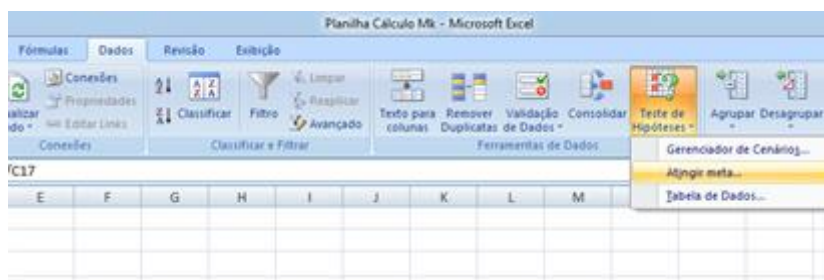 Planilha Cálculo Mk - Microsoft Excel
Fórmulas Dados Revisão Exibição
Conexões
Propriedades
Editar Links
Conexões
Classificar
Filtro
Limpar
Reaplicar
Avançado
Classificar e Filtrar
Texto para colunas
Remover Duplicatas
Validação de Dados
Consolidar
Teste de Hipóteses
Ferramentas de Dados
Agrupar Desagrupar
Gerenciador de Cenários...
Atingir meta...
Tabela de Dados...
/C17
E F G H I J K L M